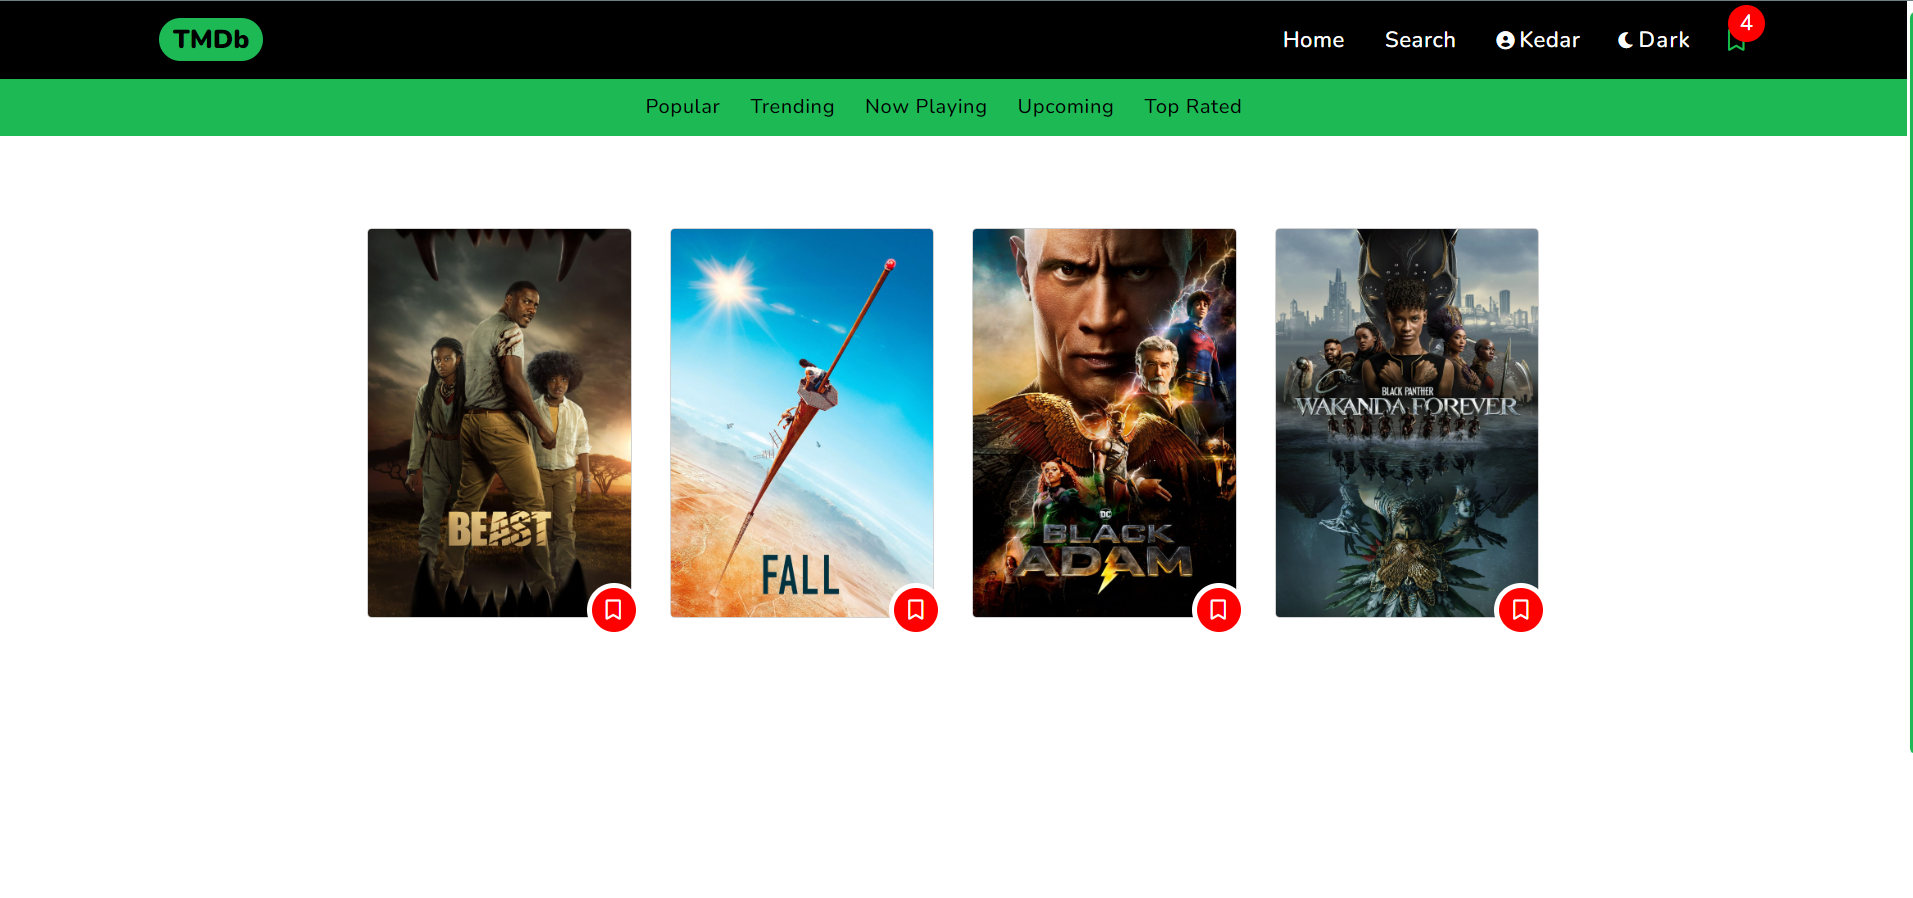 TMDb
Home Search Kedar Dark 4
Popular Trending Now Playing Upcoming Top Rated
BEAST
FALL
DC
BLACK
ADAM
BLACK PANTHER
WAKANDA FOREVER